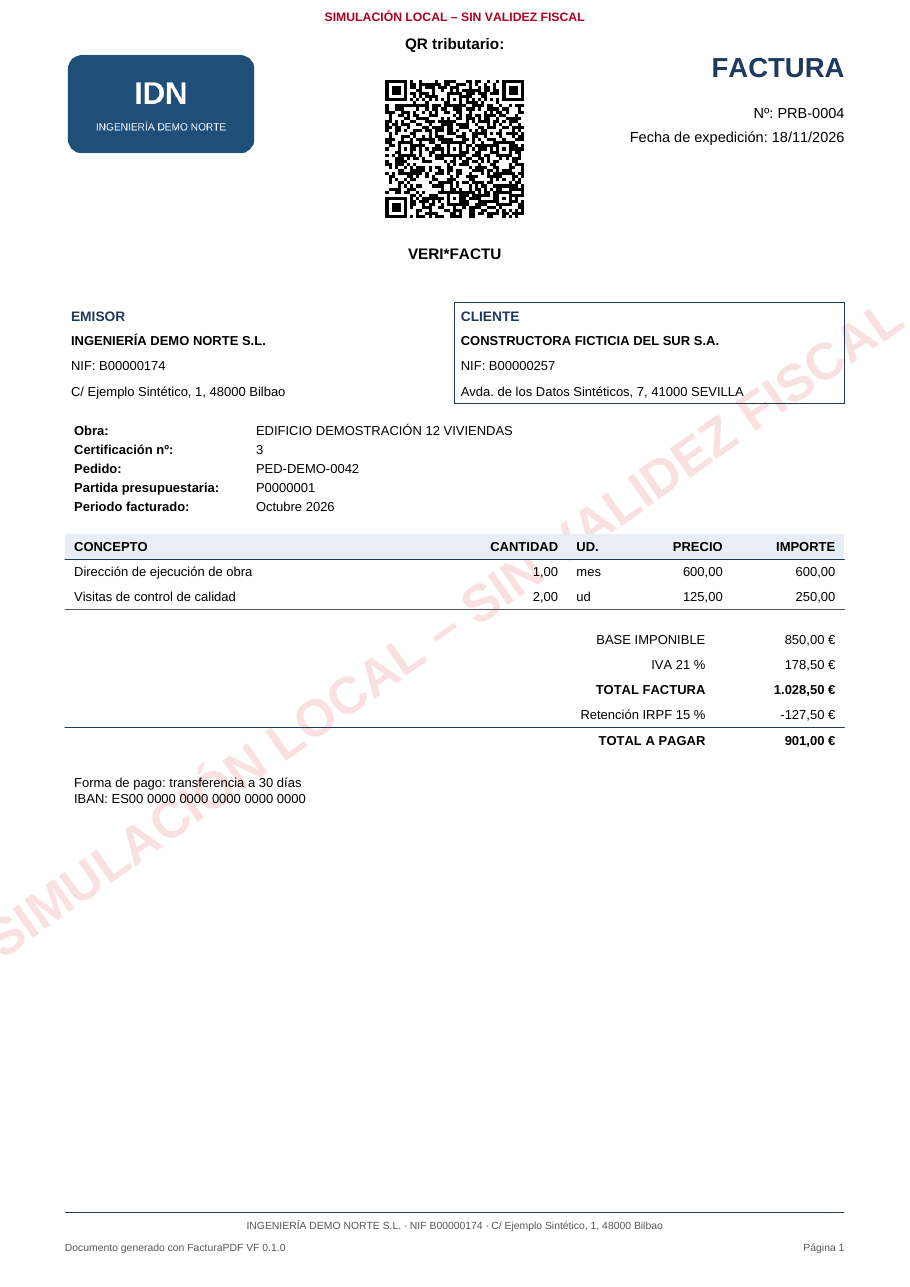 SIMULACIÓN LOCAL – SIN VALIDEZ FISCAL
QR tributario:
IDN
INGENIERÍA DEMO NORTE
FACTURA
Nº: PRB-0004
Fecha de expedición: 18/11/2026
VERI*FACTU
EMISOR
INGENIERÍA DEMO NORTE S.L.
NIF: B00000174
C/ Ejemplo Sintético, 1, 48000 Bilbao
CLIENTE
CONSTRUCTORA FICTICIA DEL SUR S.A.
NIF: B00000257
Avda. de los Datos Sintéticos, 7, 41000 SEVILLA
Obra: EDIFICIO DEMOSTRACIÓN 12 VIVIENDAS
Certificación nº: 3
Pedido: PED-DEMO-0042
Partida presupuestaria: P0000001
Periodo facturado: Octubre 2026
CONCEPTO CANTIDAD UD. PRECIO IMPORTE
Dirección de ejecución de obra 1,00 mes 600,00 600,00
Visitas de control de calidad 2,00 ud 125,00 250,00
BASE IMPONIBLE 850,00 €
IVA 21 % 178,50 €
TOTAL FACTURA 1.028,50 €
Retención IRPF 15 % -127,50 €
TOTAL A PAGAR 901,00 €
Forma de pago: transferencia a 30 días
IBAN: ES00 0000 0000 0000 0000 0000
SIMULACIÓN LOCAL – SIN VALIDEZ FISCAL
INGENIERÍA DEMO NORTE S.L. · NIF B00000174 · C/ Ejemplo Sintético, 1, 48000 Bilbao
Documento generado con FacturaPDF VF 0.1.0 Página 1